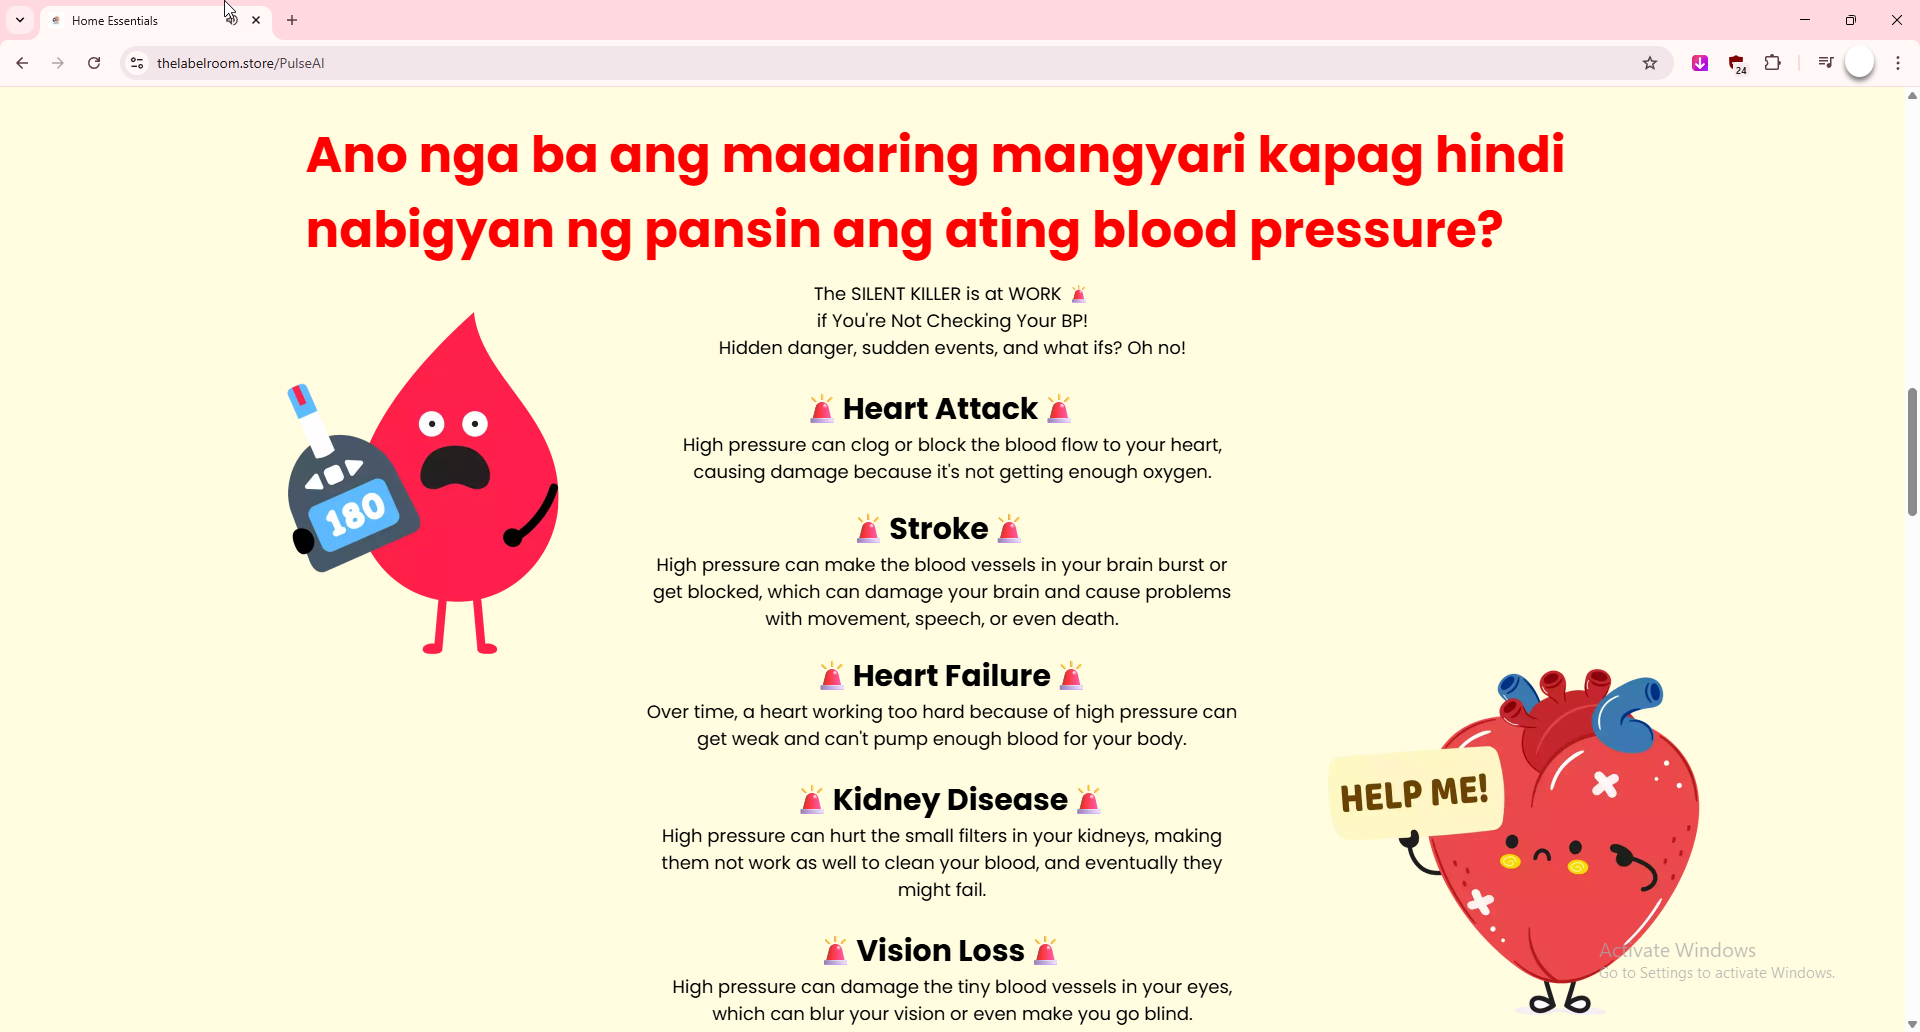 Home Essentials
thelabelroom.store/PulseAI
24
Ano nga ba ang maaaring mangyari kapag hindi
nabigyan ng pansin ang ating blood pressure?
The SILENT KILLER is at WORK 🚨
if You're Not Checking Your BP!
Hidden danger, sudden events, and what ifs? Oh no!
🚨 Heart Attack 🚨
High pressure can clog or block the blood flow to your heart,
causing damage because it's not getting enough oxygen.
180
🚨 Stroke 🚨
High pressure can make the blood vessels in your brain burst or
get blocked, which can damage your brain and cause problems
with movement, speech, or even death.
🚨 Heart Failure 🚨
Over time, a heart working too hard because of high pressure can
get weak and can't pump enough blood for your body.
HELP ME!
🚨 Kidney Disease 🚨
High pressure can hurt the small filters in your kidneys, making
them not work as well to clean your blood, and eventually they
might fail.
🚨 Vision Loss 🚨
High pressure can damage the tiny blood vessels in your eyes,
which can blur your vision or even make you go blind.
Activate Windows
Go to Settings to activate Windows.